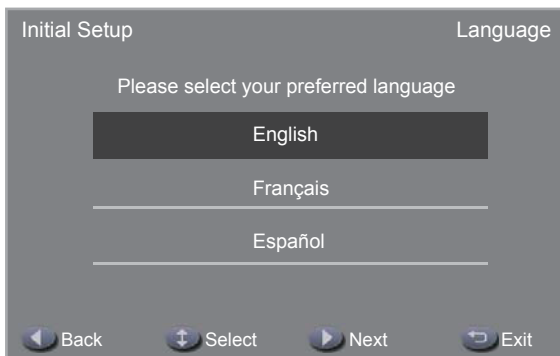 Initial Setup Language
Please select your preferred language
English
Français
Español
Back Select Next Exit